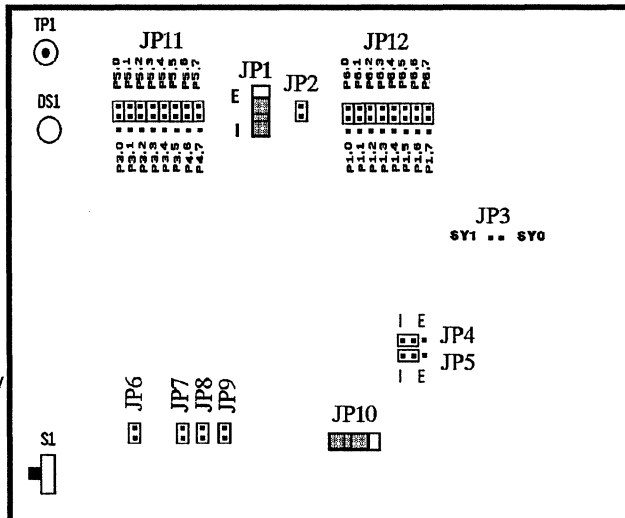 TP1
JP11
JP12
P5.0 P5.1 P5.2 P5.3 P5.4 P5.5 P5.6 P5.7
P6.0 P6.1 P6.2 P6.3 P6.4 P6.5 P6.6 P6.7
JP1
JP2
E
I
DS1
P3.0 P3.1 P3.2 P3.3 P3.4 P3.5 P4.6 P4.7
P1.0 P1.1 P1.2 P1.3 P1.4 P1.5 P1.6 P1.7
JP3
SY1 SY0
I E
JP4
JP5
I E
JP6
JP7
JP8
JP9
JP10
S1